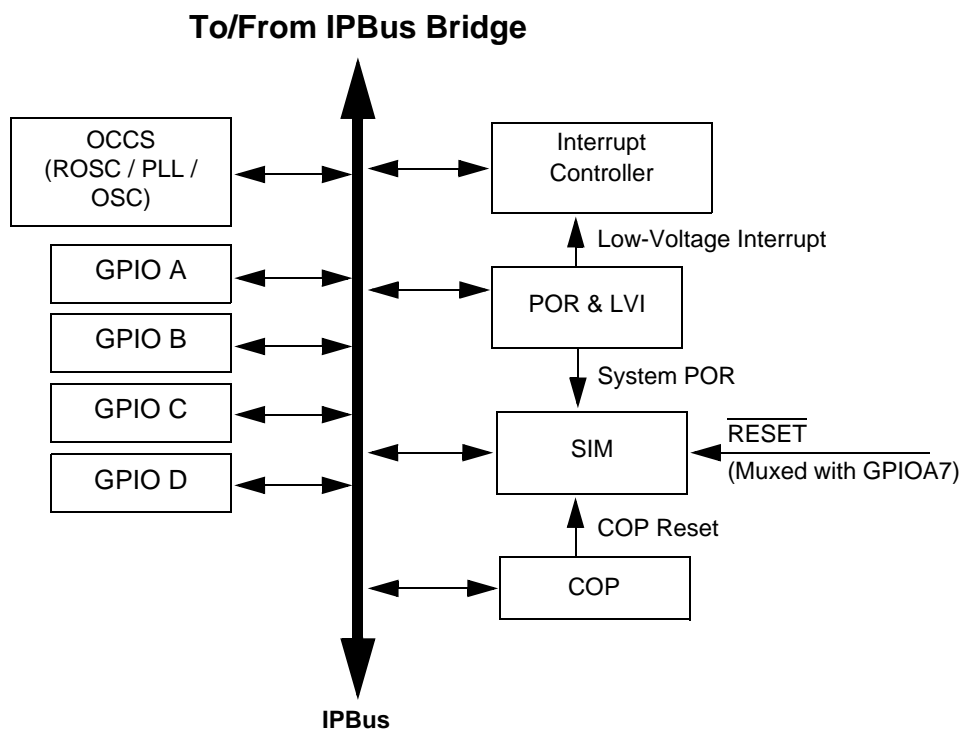 To/From IPBus Bridge
OCCS
(ROSC / PLL /
OSC)
GPIO A
GPIO B
GPIO C
GPIO D
Interrupt
Controller
Low-Voltage Interrupt
POR & LVI
System POR
SIM
RESET
(Muxed with GPIOA7)
COP Reset
COP
IPBus